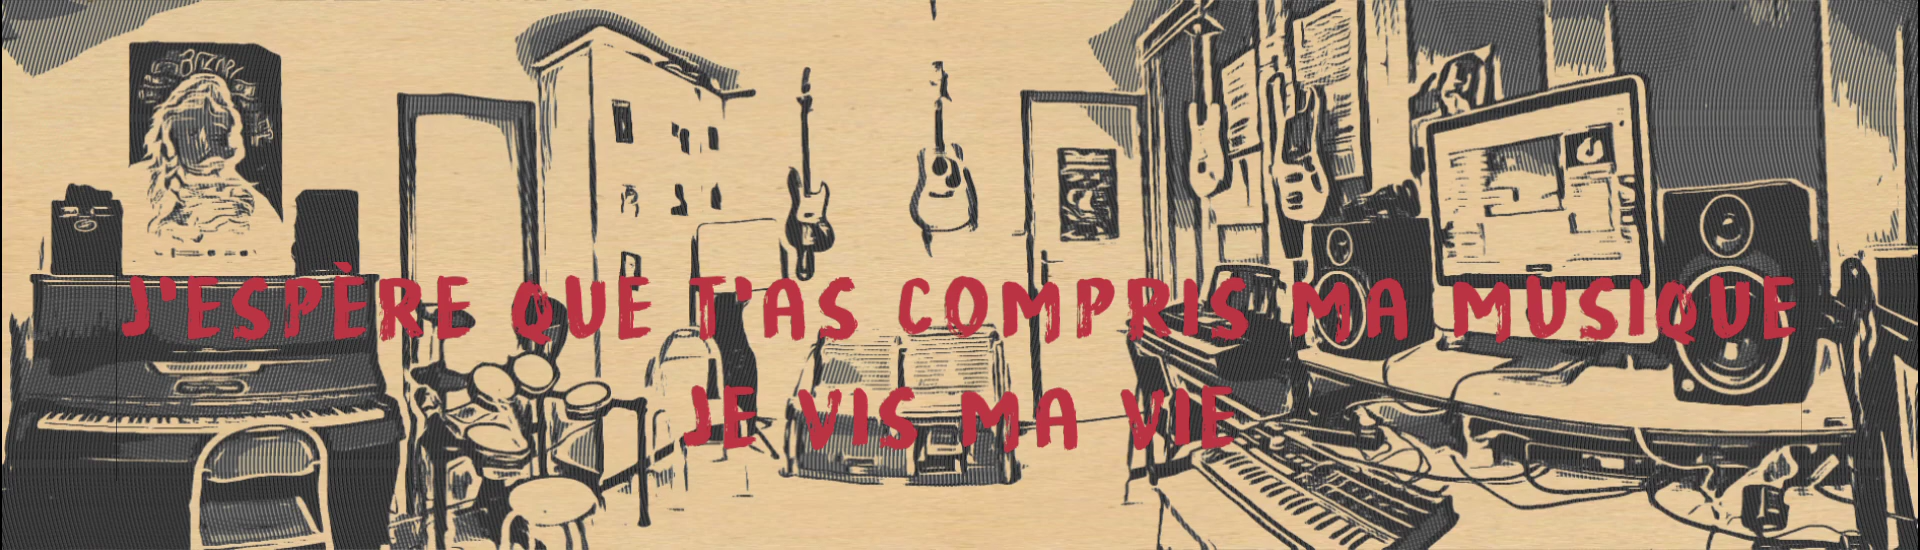 J'ESPÈRE QUE T'AS COMPRIS MA MUSIQUE
JE VIS MA VIE